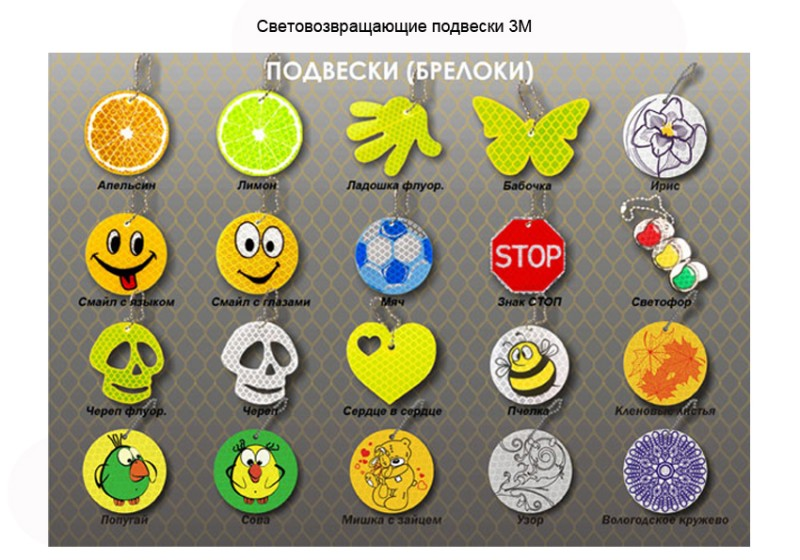 Световозвращающие подвески 3М
ПОДВЕСКИ (БРЕЛОКИ)
Апельсин Лимон Ладошка флуор. Бабочка Ирис
STOP
Смайл с языком Смайл с глазами Мяч Знак СТОП Светофор
Череп флуор. Череп Сердце в сердце Пчелка Кленовые листья
Попугай Сова Мишка с зайцем Узор Вологодское кружево